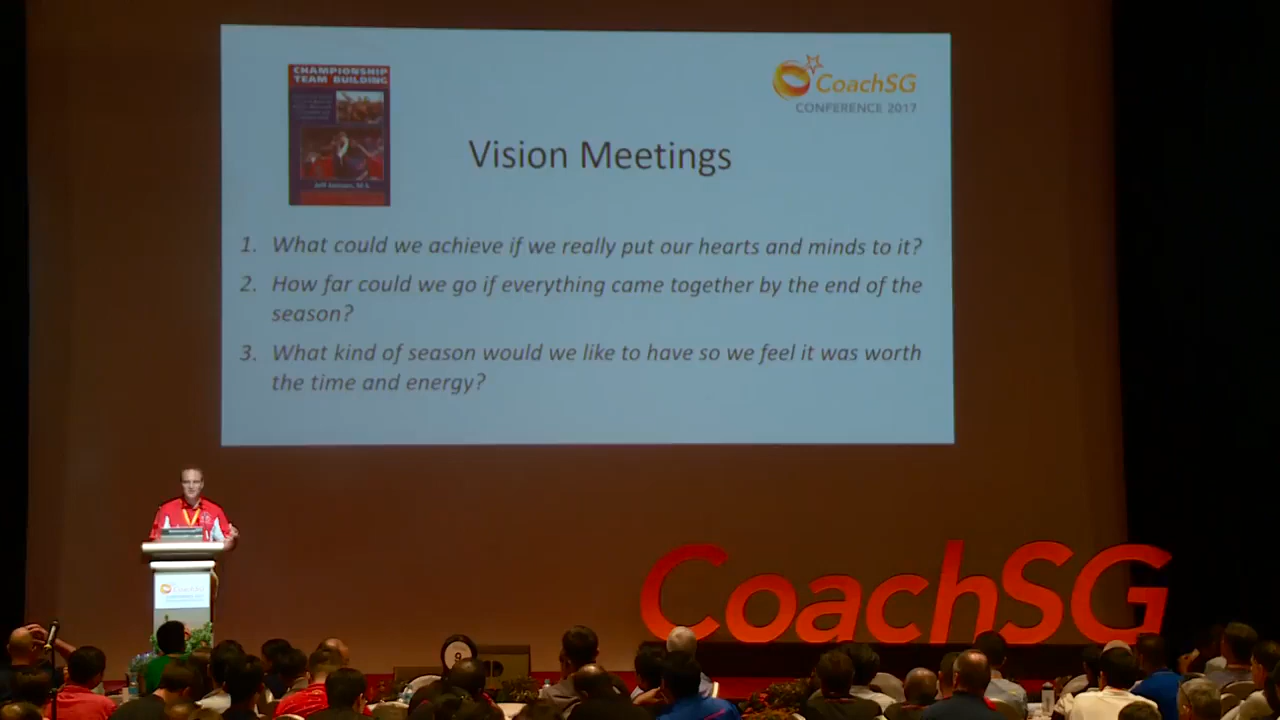 CHAMPIONSHIP
TEAM BUILDING
CoachSG
CONFERENCE 2017
Vision Meetings
1. What could we achieve if we really put our hearts and minds to it?
2. How far could we go if everything came together by the end of the
season?
3. What kind of season would we like to have so we feel it was worth
the time and energy?
CoachSG